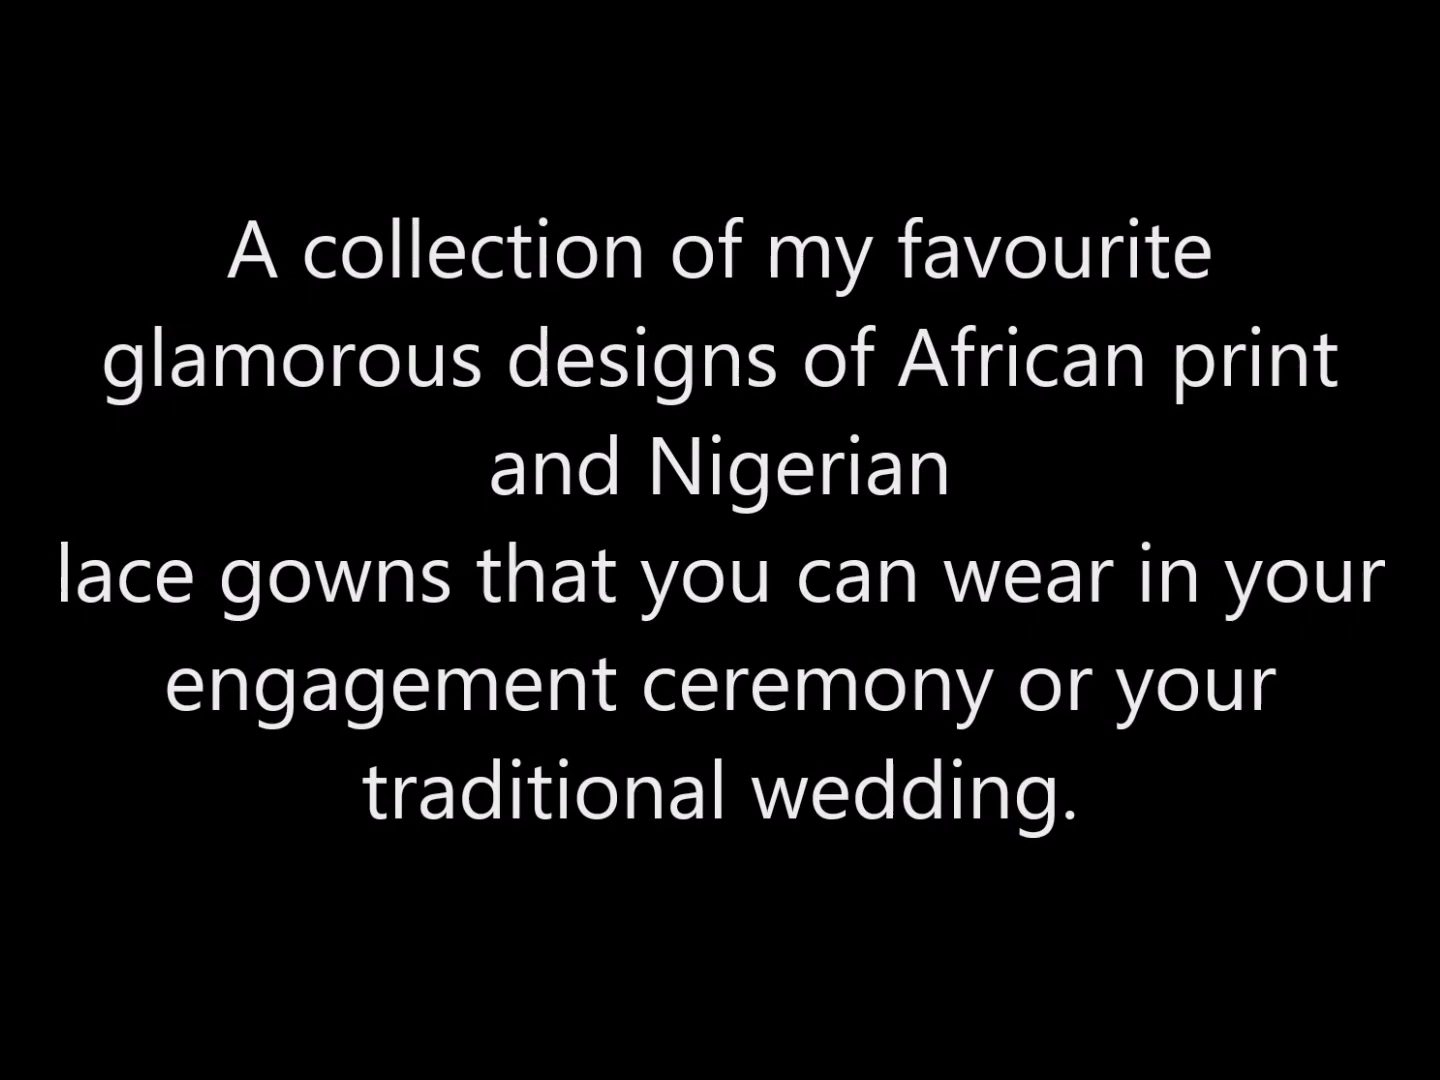 A collection of my favourite
glamorous designs of African print
and Nigerian
lace gowns that you can wear in your
engagement ceremony or your
traditional wedding.